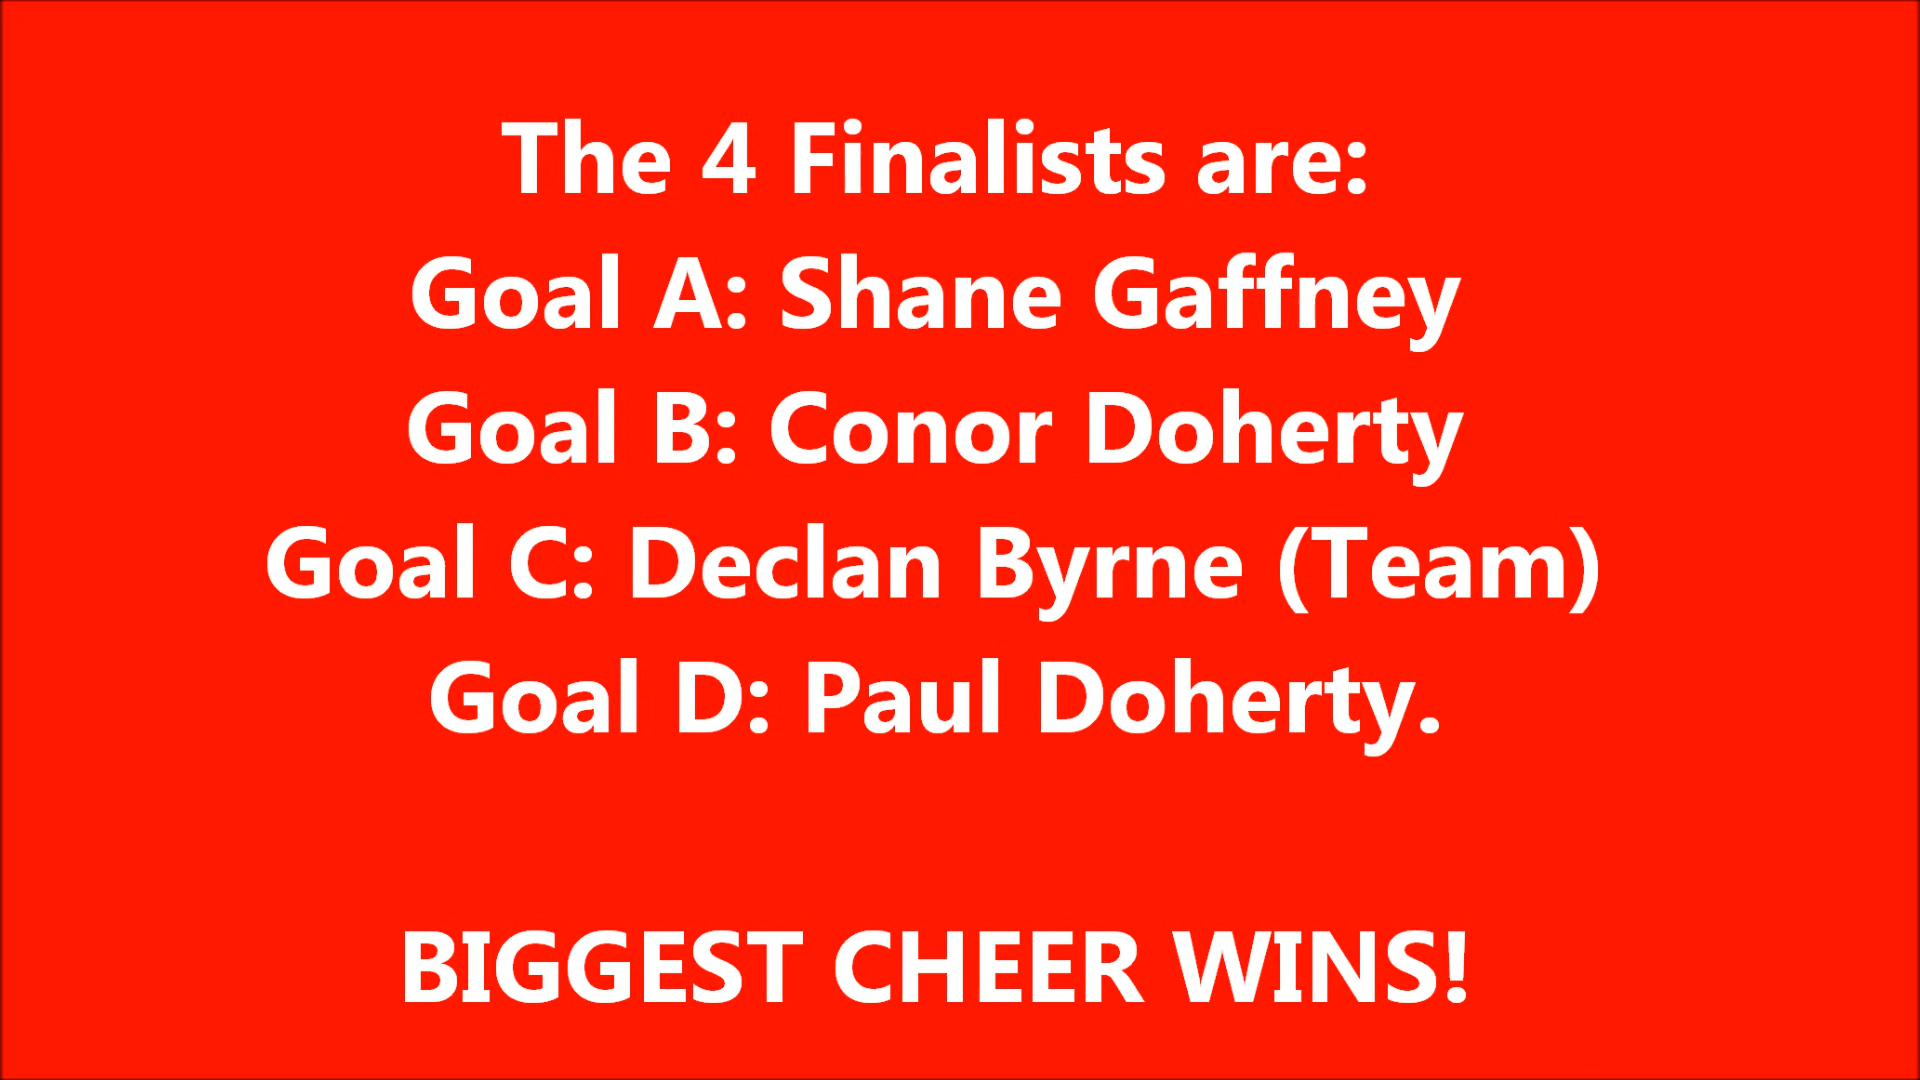 The 4 Finalists are:
Goal A: Shane Gaffney
Goal B: Conor Doherty
Goal C: Declan Byrne (Team)
Goal D: Paul Doherty.
BIGGEST CHEER WINS!